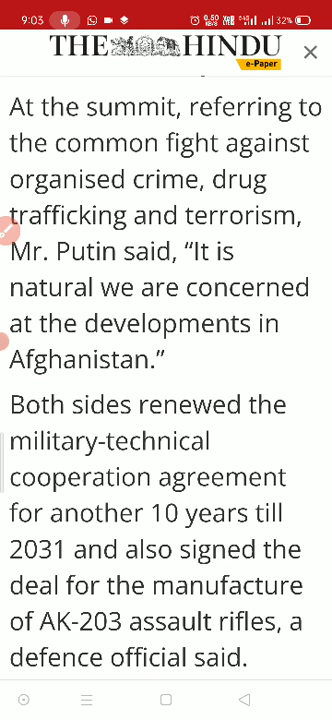 9:03
0.50
32%
THE HINDU
e-Paper
At the summit, referring to
the common fight against
organised crime, drug
trafficking and terrorism,
Mr. Putin said, “It is
natural we are concerned
at the developments in
Afghanistan.”
Both sides renewed the
military-technical
cooperation agreement
for another 10 years till
2031 and also signed the
deal for the manufacture
of AK-203 assault rifles, a
defence official said.